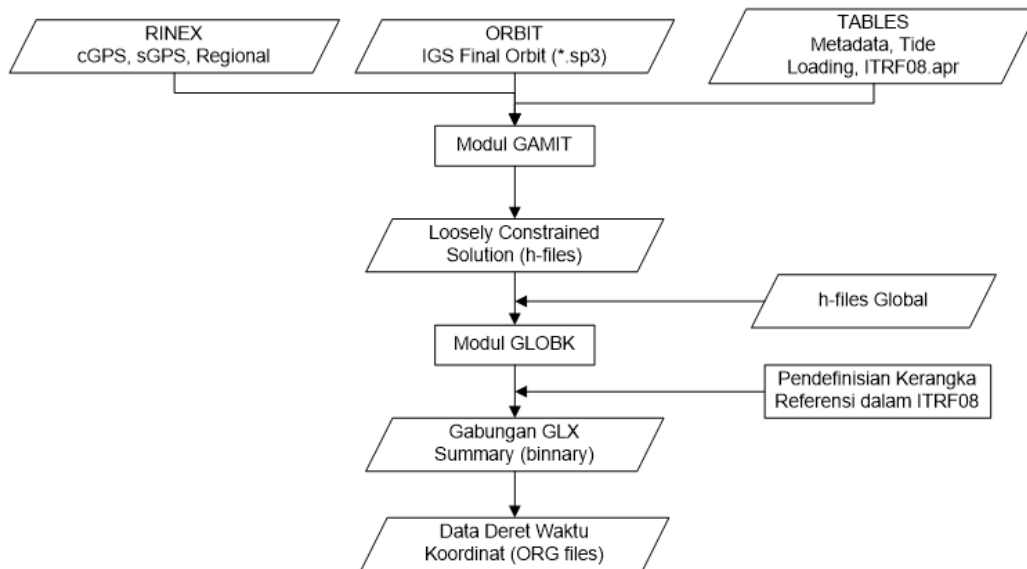 RINEX
cGPS, sGPS, Regional
ORBIT
IGS Final Orbit (*.sp3)
TABLES
Metadata, Tide
Loading, ITRF08.apr
Modul GAMIT
Loosely Constrained
Solution (h-files)
h-files Global
Modul GLOBK
Pendefinisian Kerangka
Referensi dalam ITRF08
Gabungan GLX
Summary (binnary)
Data Deret Waktu
Koordinat (ORG files)